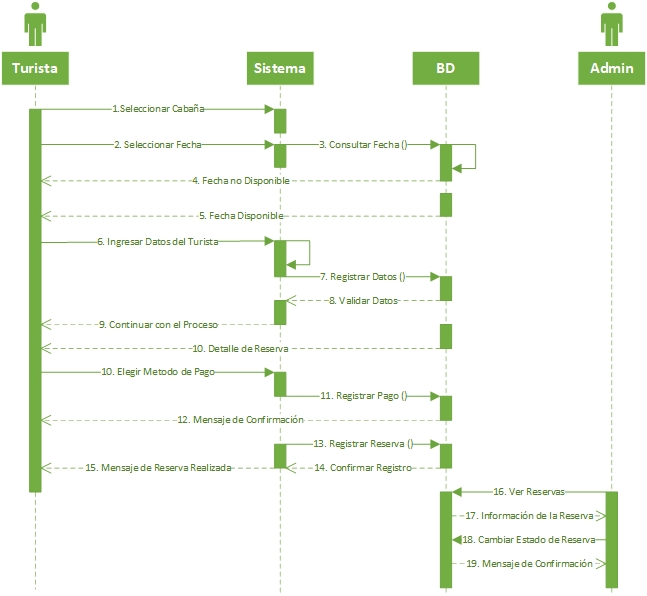 Turista
Sistema
BD
Admin
1.Seleccionar Cabaña
2. Seleccionar Fecha
3. Consultar Fecha ()
4. Fecha no Disponible
5. Fecha Disponible
6. Ingresar Datos del Turista
7. Registrar Datos ()
8. Validar Datos
9. Continuar con el Proceso
10. Detalle de Reserva
10. Elegir Metodo de Pago
11. Registrar Pago ()
12. Mensaje de Confirmación
13. Registrar Reserva ()
14. Confirmar Registro
15. Mensaje de Reserva Realizada
16. Ver Reservas
17. Información de la Reserva
18. Cambiar Estado de Reserva
19. Mensaje de Confirmación